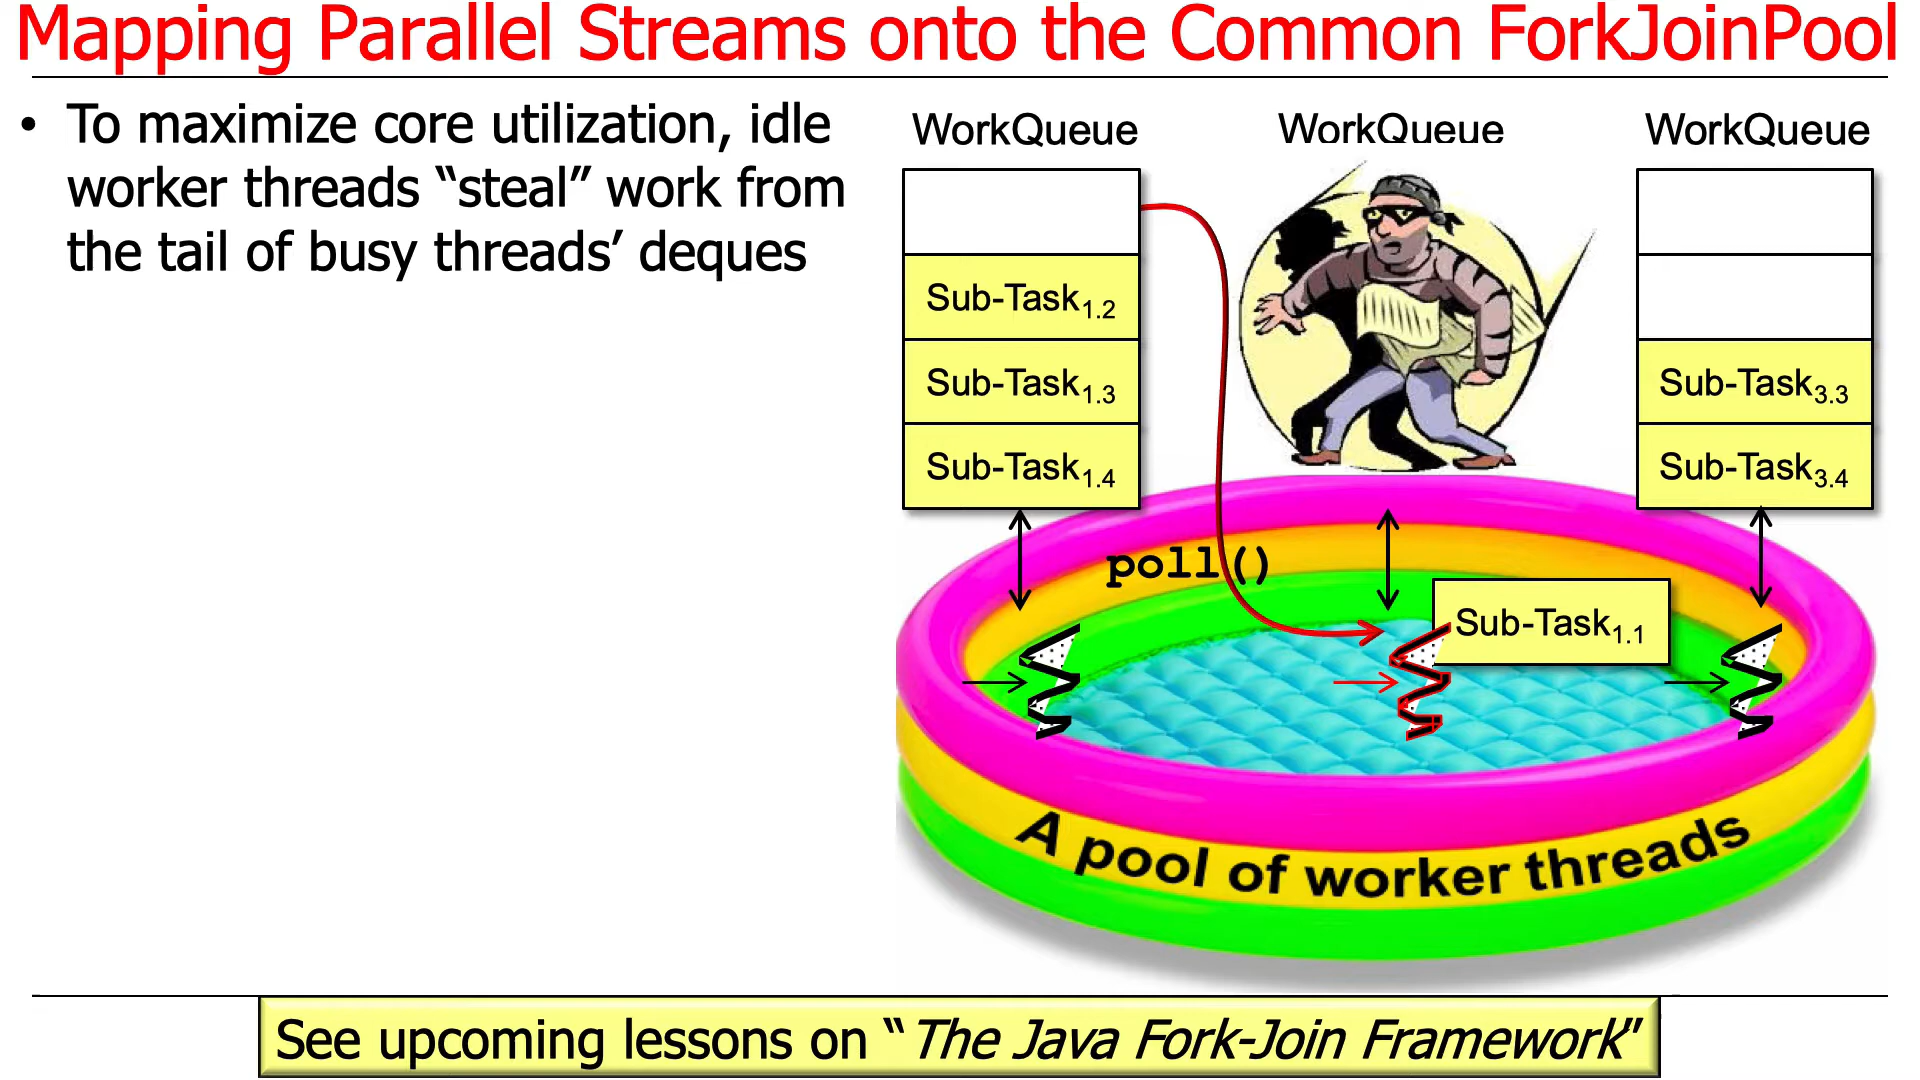 Mapping Parallel Streams onto the Common ForkJoinPool
• To maximize core utilization, idle
worker threads “steal” work from
the tail of busy threads’ deques
WorkQueue
Sub-Task1.2
Sub-Task1.3
Sub-Task1.4
WorkQueue
WorkQueue
Sub-Task3.3
Sub-Task3.4
poll()
Sub-Task1.1
A pool of worker threads
See upcoming lessons on “The Java Fork-Join Framework”